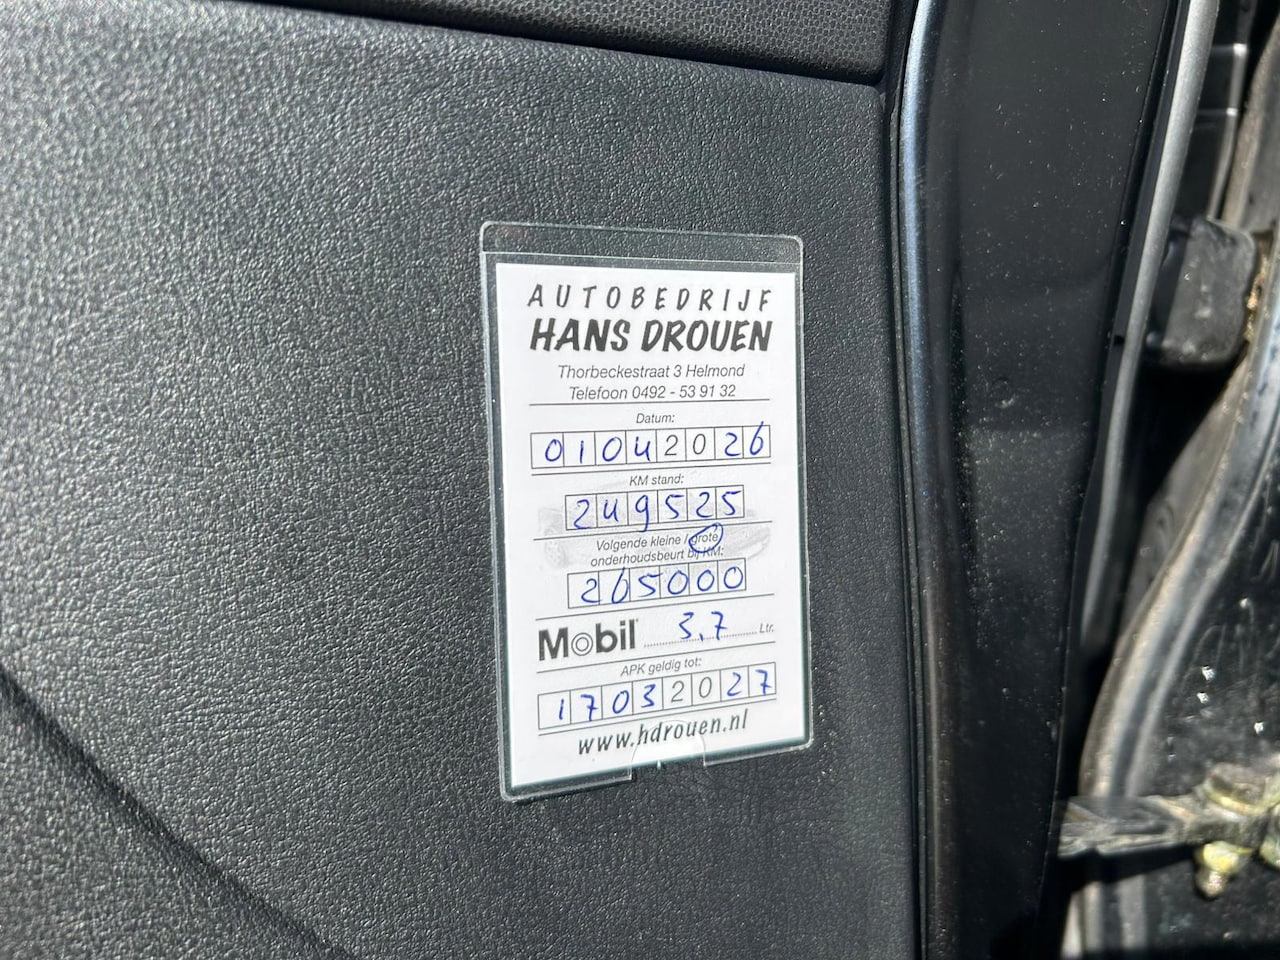 AUTOBEDRIJF
HANS DROUEN
Thorbeckestraat 3 Helmond
Telefoon 0492 - 53 91 32
Datum:
01042026
KM stand:
249525
Volgende kleine / grote
onderhoudsbeurt bij KM:
265000
Mobil 3,7 Ltr.
APK geldig tot:
17032027
www.hdrouen.nl